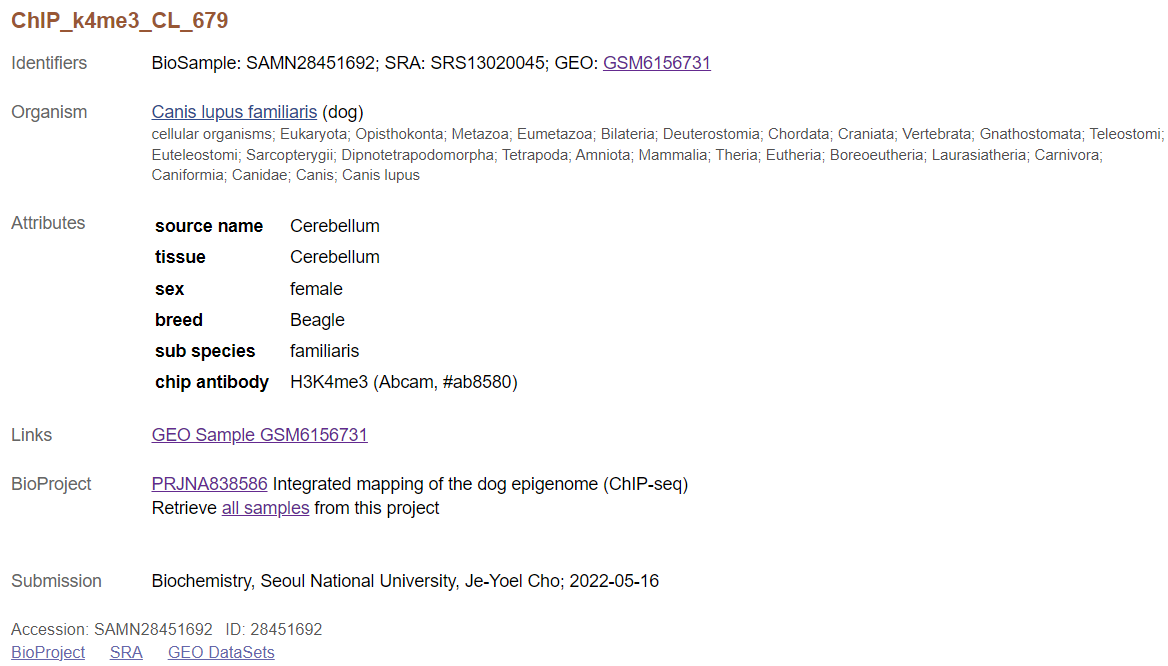 ChIP_k4me3_CL_679
Identifiers BioSample: SAMN28451692; SRA: SRS13020045; GEO: GSM6156731
Organism Canis lupus familiaris (dog)
cellular organisms; Eukaryota; Opisthokonta; Metazoa; Eumetazoa; Bilateria; Deuterostomia; Chordata; Craniata; Vertebrata; Gnathostomata; Teleostomi;
Euteleostomi; Sarcopterygii; Dipnotetrapodomorpha; Tetrapoda; Amniota; Mammalia; Theria; Eutheria; Boreoeutheria; Laurasiatheria; Carnivora;
Caniformia; Canidae; Canis; Canis lupus
Attributes source name Cerebellum
tissue Cerebellum
sex female
breed Beagle
sub species familiaris
chip antibody H3K4me3 (Abcam, #ab8580)
Links GEO Sample GSM6156731
BioProject PRJNA838586 Integrated mapping of the dog epigenome (ChIP-seq)
Retrieve all samples from this project
Submission Biochemistry, Seoul National University, Je-Yoel Cho; 2022-05-16
Accession: SAMN28451692 ID: 28451692
BioProject SRA GEO DataSets